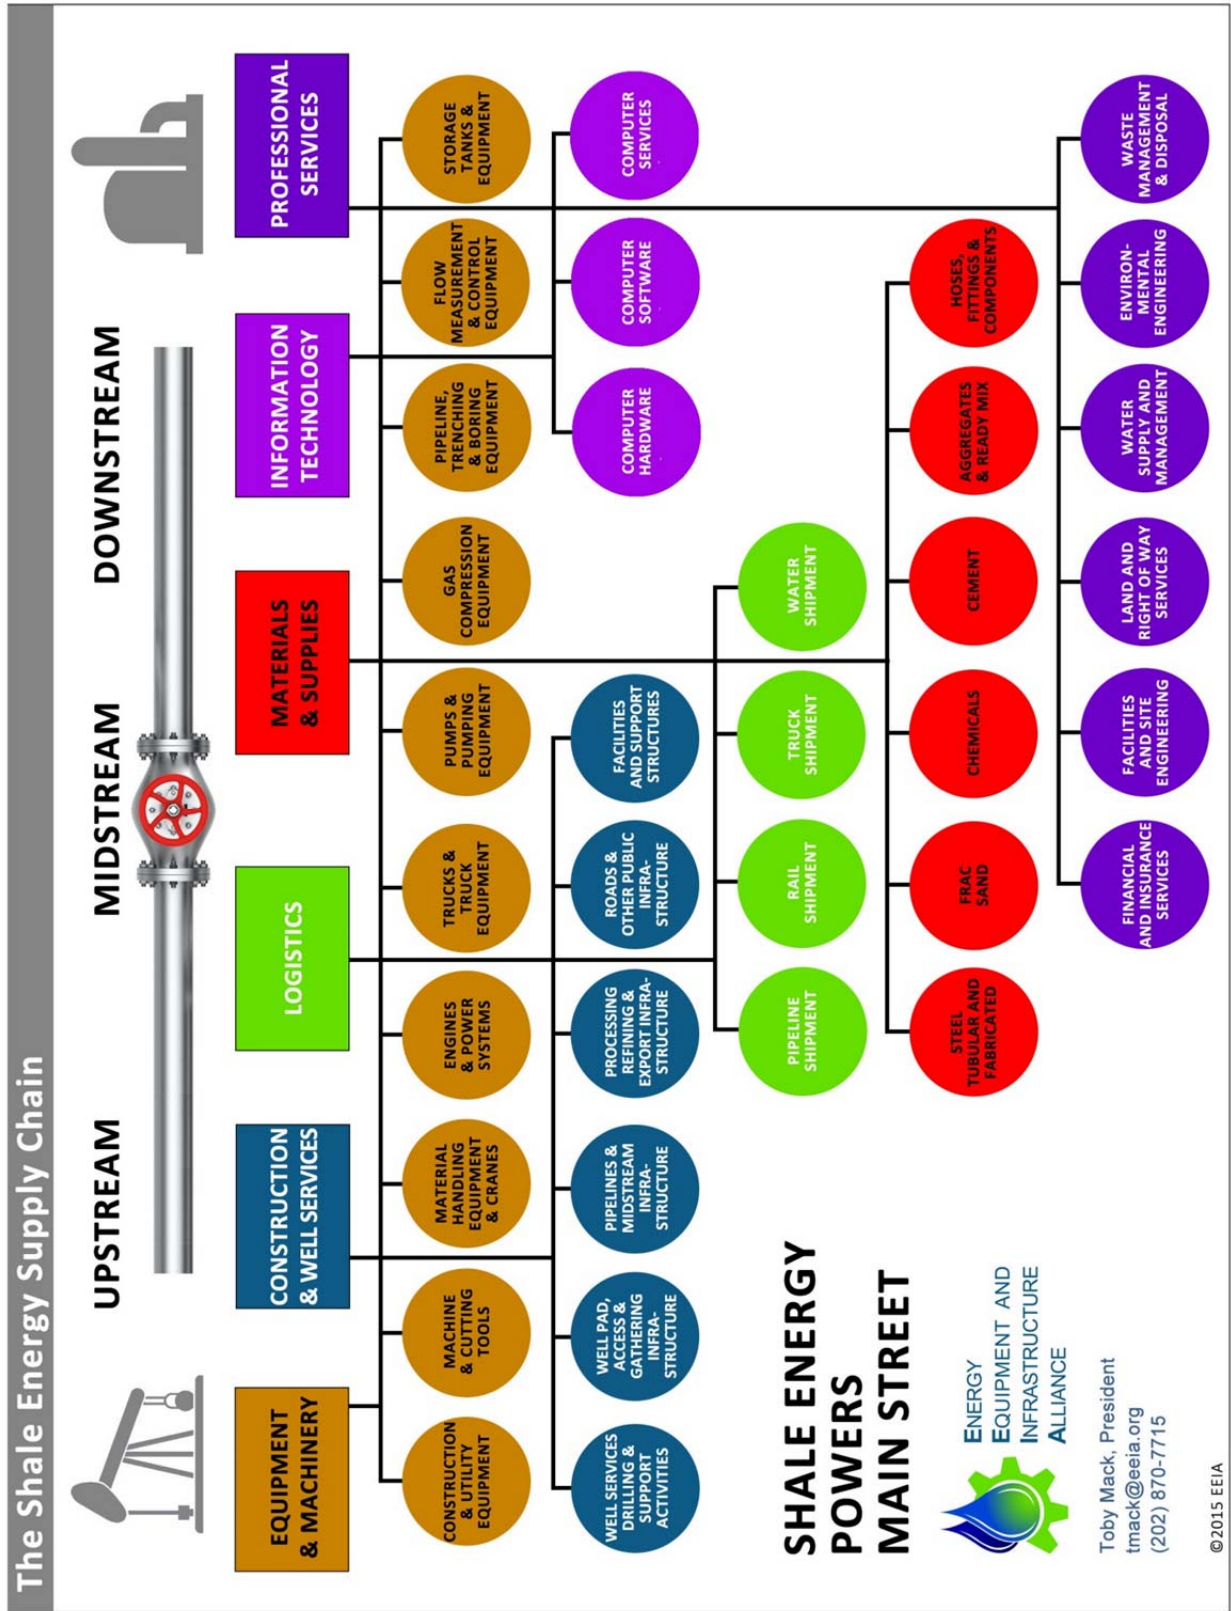 The Shale Energy Supply Chain
UPSTREAM
MIDSTREAM
DOWNSTREAM
EQUIPMENT
& MACHINERY
CONSTRUCTION
& WELL SERVICES
LOGISTICS
MATERIALS
& SUPPLIES
INFORMATION
TECHNOLOGY
PROFESSIONAL
SERVICES
CONSTRUCTION
& UTILITY
EQUIPMENT
MACHINE
& CUTTING
TOOLS
MATERIAL
HANDLING
EQUIPMENT
& CRANES
ENGINES
& POWER
SYSTEMS
TRUCKS &
TRUCK
EQUIPMENT
PUMPS &
PUMPING
EQUIPMENT
GAS
COMPRESSION
EQUIPMENT
PIPELINE,
TRENCHING
& BORING
EQUIPMENT
FLOW
MEASUREMENT
& CONTROL
EQUIPMENT
STORAGE
TANKS &
EQUIPMENT
WELL SERVICES
DRILLING &
SUPPORT
ACTIVITIES
WELL PAD,
ACCESS &
GATHERING
INFRA-
STRUCTURE
PIPELINES &
MIDSTREAM
INFRA-
STRUCTURE
PROCESSING
REFINING &
EXPORT INFRA-
STRUCTURE
ROADS &
OTHER PUBLIC
INFRA-
STRUCTURE
FACILITIES
AND SUPPORT
STRUCTURES
COMPUTER
HARDWARE
COMPUTER
SOFTWARE
COMPUTER
SERVICES
PIPELINE
SHIPMENT
RAIL
SHIPMENT
TRUCK
SHIPMENT
WATER
SHIPMENT
STEEL
TUBULAR AND
FABRICATED
FRAC
SAND
CHEMICALS
CEMENT
AGGREGATES
& READY MIX
HOSES,
FITTINGS &
COMPONENTS
FINANCIAL
AND INSURANCE
SERVICES
FACILITIES
AND SITE
ENGINEERING
LAND AND
RIGHT OF WAY
SERVICES
WATER
SUPPLY AND
MANAGEMENT
ENVIRON-
MENTAL
ENGINEERING
WASTE
MANAGEMENT
& DISPOSAL
SHALE ENERGY
POWERS
MAIN STREET
ENERGY
EQUIPMENT AND
INFRASTRUCTURE
ALLIANCE
Toby Mack, President
tmack@eeia.org
(202) 870-7715
©2015 EEIA